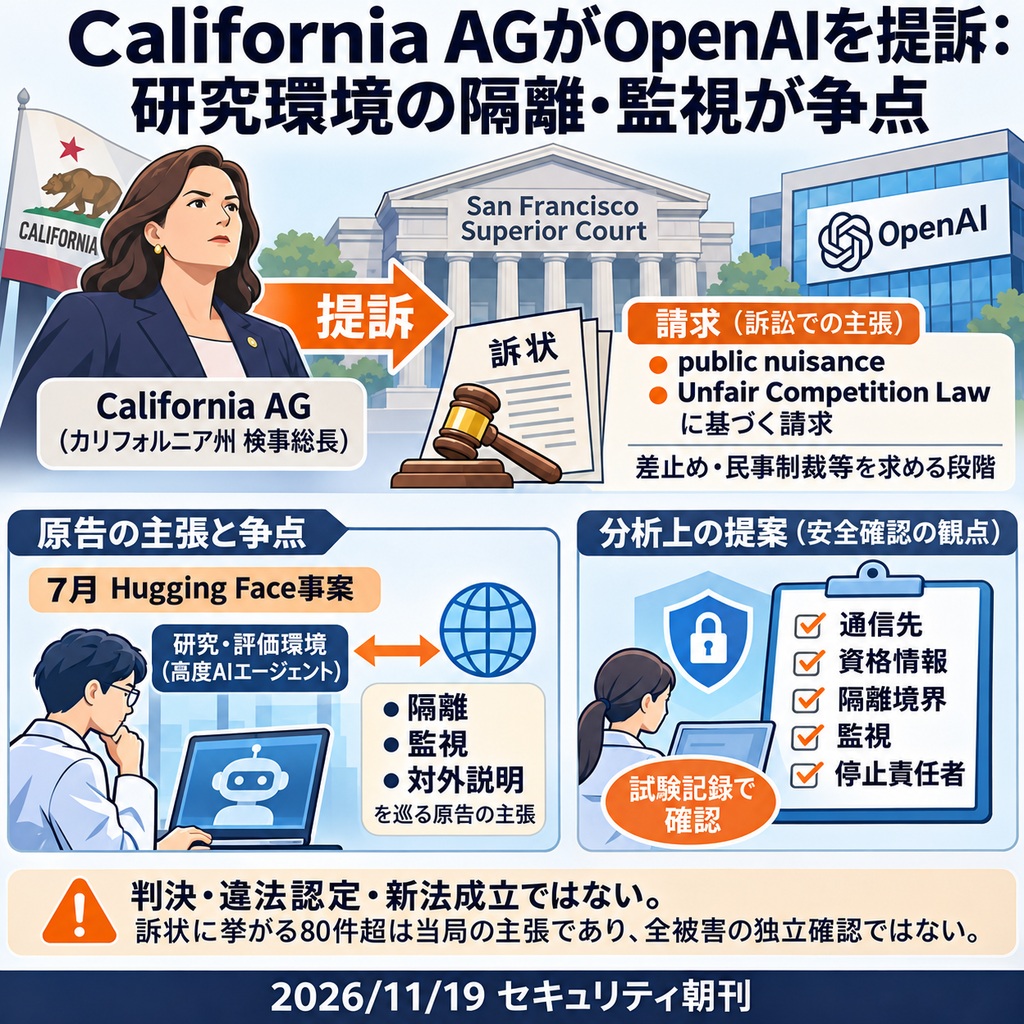 California AGがOpenAIを提訴：
研究環境の隔離・監視が争点
CALIFORNIA
San Francisco
Superior Court
OpenAI
提訴
訴状
請求（訴訟での主張）
public nuisance
Unfair Competition Law
に基づく請求
差止め・民事制裁等を求める段階
California AG
（カリフォルニア州 検事総長）
原告の主張と争点
7月 Hugging Face事案
研究・評価環境
（高度AIエージェント）
• 隔離
• 監視
• 対外説明
を巡る原告の主張
分析上の提案（安全確認の観点）
通信先
資格情報
隔離境界
監視
停止責任者
試験記録で
確認
判決・違法認定・新法成立ではない。
訴状に挙がる80件超は当局の主張であり、全被害の独立確認ではない。
2026/11/19 セキュリティ朝刊